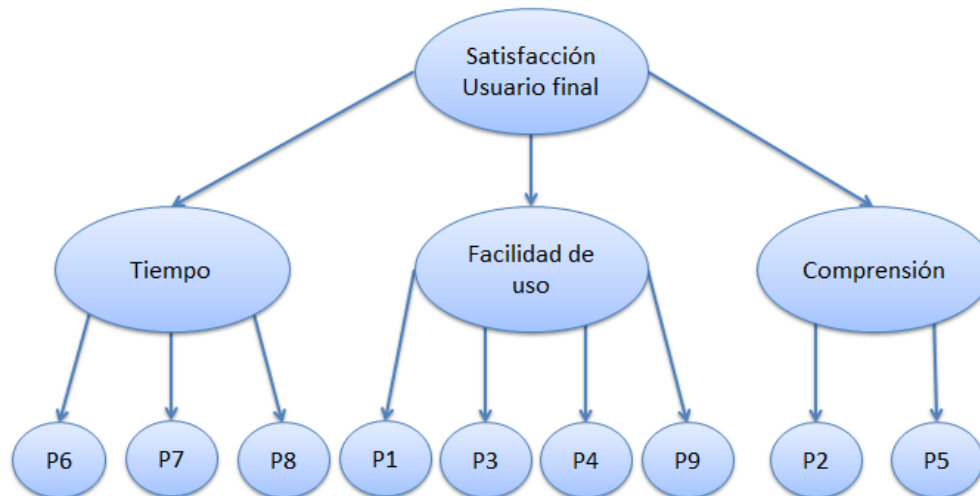 Satisfacción
Usuario final
Tiempo
Facilidad de
uso
Comprensión
P6
P7
P8
P1
P3
P4
P9
P2
P5